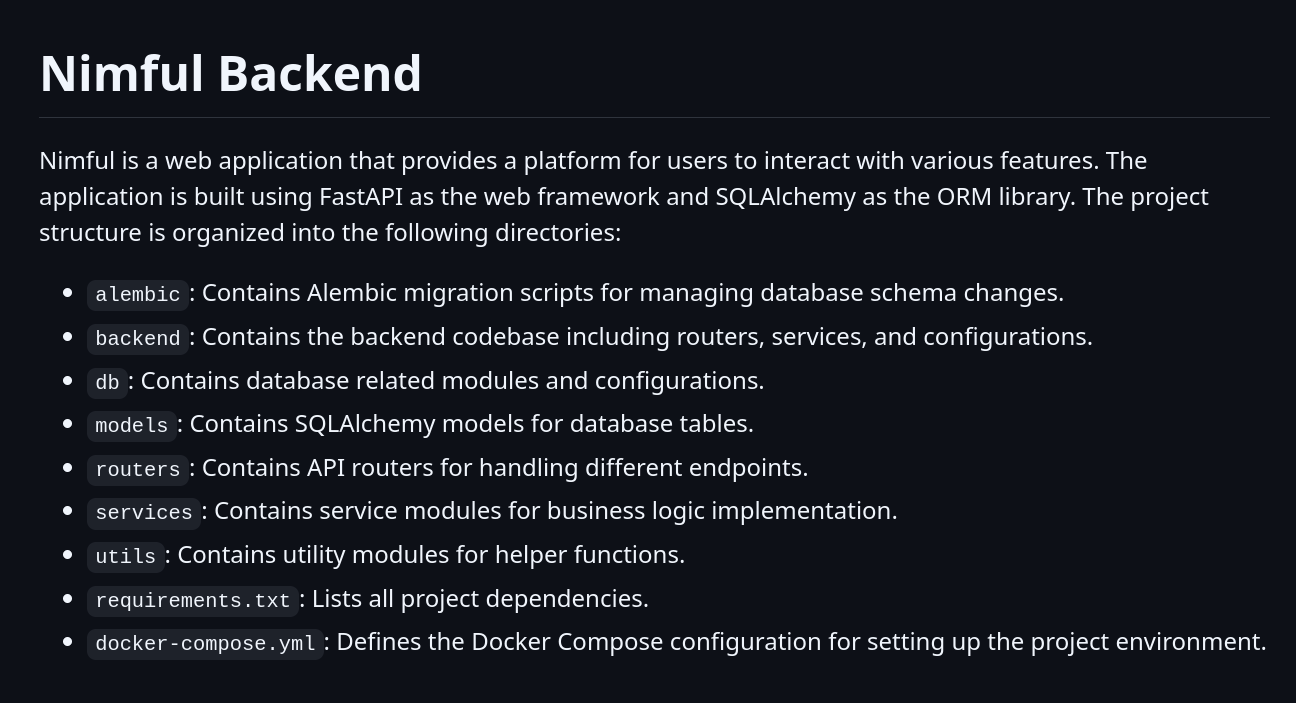 Nimful Backend
Nimful is a web application that provides a platform for users to interact with various features. The
application is built using FastAPI as the web framework and SQLAlchemy as the ORM library. The project
structure is organized into the following directories:
alembic: Contains Alembic migration scripts for managing database schema changes.
backend: Contains the backend codebase including routers, services, and configurations.
db: Contains database related modules and configurations.
models: Contains SQLAlchemy models for database tables.
routers: Contains API routers for handling different endpoints.
services: Contains service modules for business logic implementation.
utils: Contains utility modules for helper functions.
requirements.txt: Lists all project dependencies.
docker-compose.yml: Defines the Docker Compose configuration for setting up the project environment.